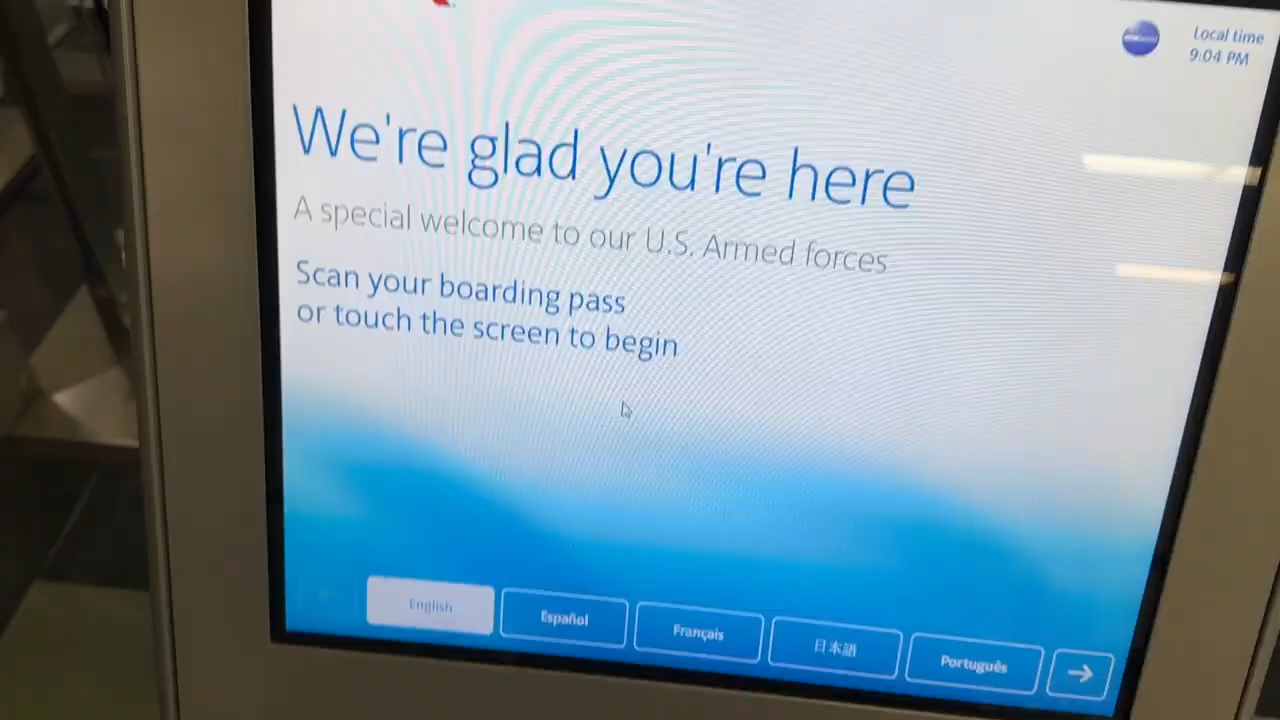 Local time
9:04 PM
We're glad you're here
A special welcome to our U.S. Armed forces
Scan your boarding pass
or touch the screen to begin
English
Español
Français
日本語
Português